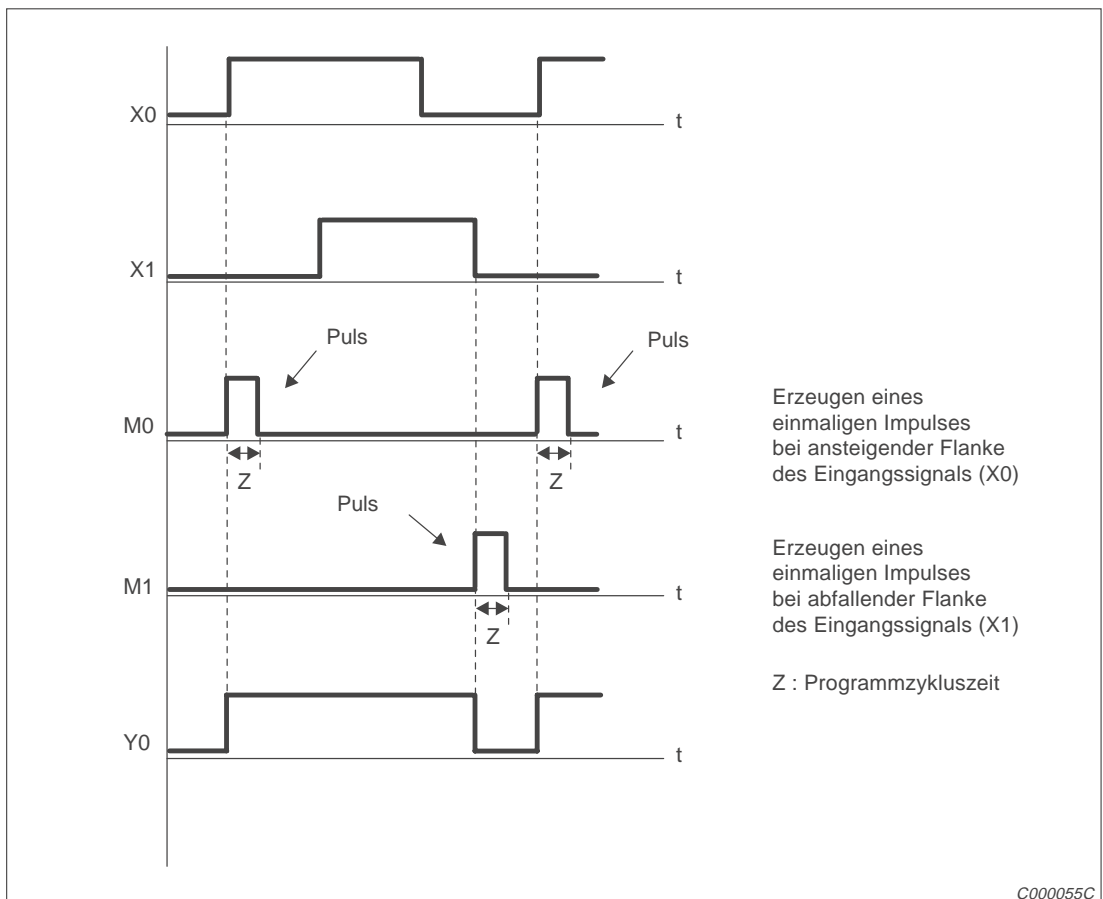 X0
t
X1
t
Puls
Puls
M0
t
Z
Z
Erzeugen eines
einmaligen Impulses
bei ansteigender Flanke
des Eingangssignals (X0)
Puls
M1
t
Z
Erzeugen eines
einmaligen Impulses
bei abfallender Flanke
des Eingangssignals (X1)
Z : Programmzykluszeit
Y0
t
C000055C